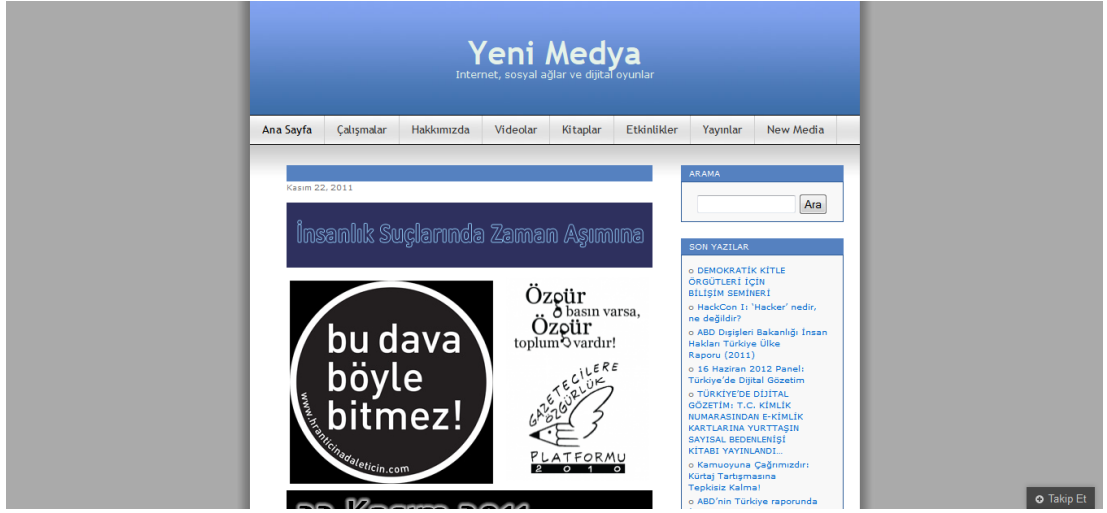 Yeni Medya
Internet, sosyal ağlar ve dijital oyunlar
Ana Sayfa Çalışmalar Hakkımızda Videolar Kitaplar Etkinlikler Yayınlar New Media
Kasım 22, 2011
İnsanlık Suçlarında Zaman Aşımına
bu dava
böyle
bitmez!
www.hranticinadaleticin.com
Özgür
basın varsa,
Özgür
toplum vardır!
GAZETECİLERE
ÖZGÜRLÜK
PLATFORMU
2010
22 Kasım 2011
ARAMA
Ara
SON YAZILAR
o DEMOKRATİK KİTLE
ÖRGÜTLERİ İÇİN
BİLİŞİM SEMİNERİ
o HackCon I: 'Hacker' nedir,
ne değildir?
o ABD Dışişleri Bakanlığı İnsan
Hakları Türkiye Ülke
Raporu (2011)
o 16 Haziran 2012 Panel:
Türkiye'de Dijital Gözetim
o TÜRKİYE'DE DİJİTAL
GÖZETİM: T.C. KİMLİK
NUMARASINDAN E-KİMLİK
KARTLARINA YURTTAŞIN
SAYISAL BEDENLENİŞİ
KİTABI YAYINLANDI...
o Kamuoyuna Çağrımızdır:
Kürtaj Tartışmasına
Tepkisiz Kalma!
o ABD'nin Türkiye raporunda
Takip Et